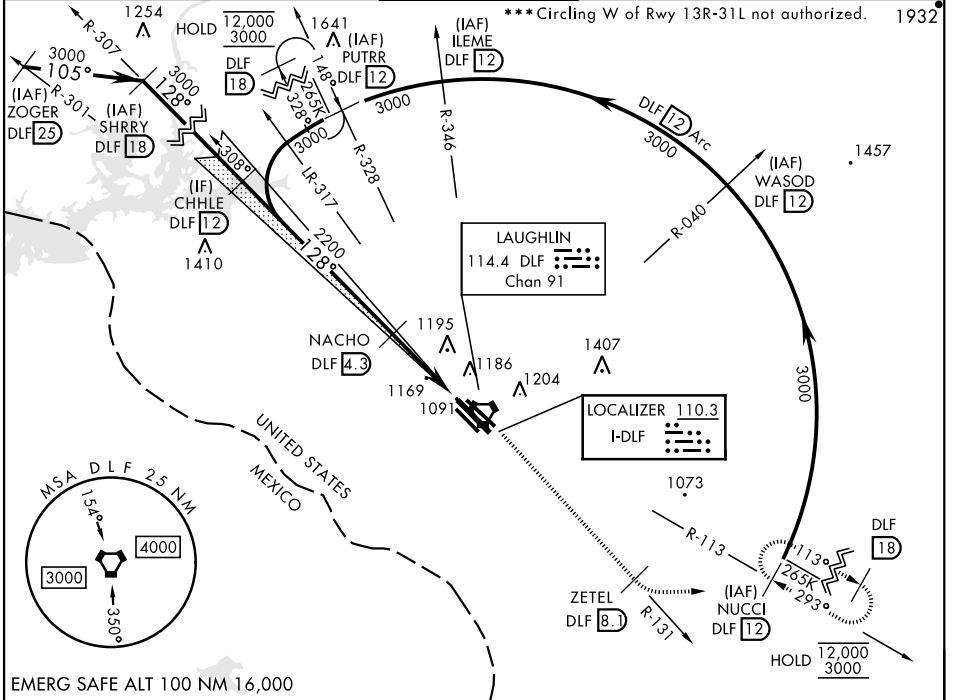 ***Circling W of Rwy 13R-31L not authorized.
1932
1254
R-307
HOLD 12,000
3000
1641
(IAF)
PUTRR
DLF 12
(IAF)
ILEME
DLF 12
DLF
18
3000
105°
(IAF)
ZOGER
DLF 25
R-301
(IAF)
SHRRY
DLF 18
3000
128°
148°
265K
328°
3000
3000
R-328
R-346
LR-317
308°
(IF)
CHHLE
DLF 12
1410
2200
128°
DLF 12 Arc
3000
1457
(IAF)
WASOD
DLF 12
R-040
LAUGHLIN
114.4 DLF
Chan 91
NACHO
DLF 4.3
1195
1186
1407
1204
1169
1091
3000
LOCALIZER 110.3
I-DLF
UNITED STATES
MEXICO
1073
MSA DLF 25 NM
154°
4000
3000
350°
R-113
DLF
18
113°
265K
293°
ZETEL
DLF 8.1
R-131
(IAF)
NUCCI
DLF 12
HOLD 12,000
3000
EMERG SAFE ALT 100 NM 16,000